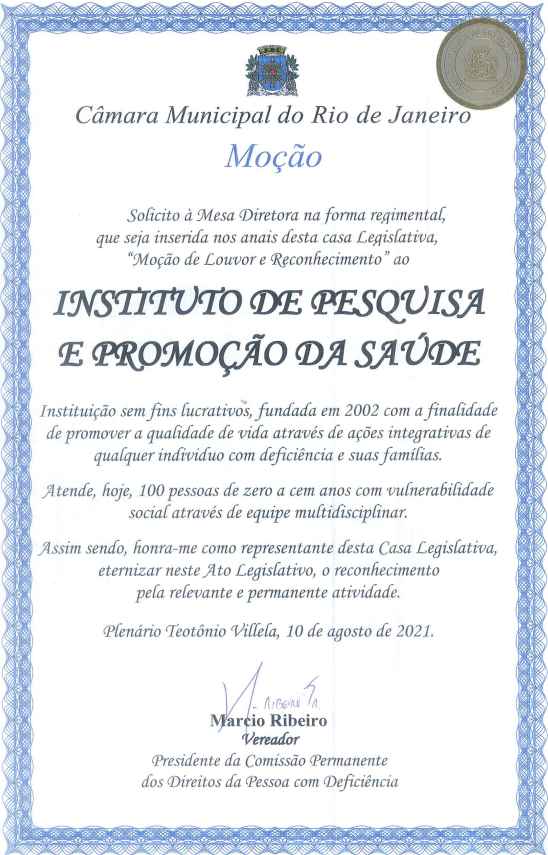 Câmara Municipal do Rio de Janeiro
Moção
Solicito à Mesa Diretora na forma regimental,
que seja inserida nos anais desta casa Legislativa,
“Moção de Louvor e Reconhecimento” ao
INSTITUTO DE PESQUISA
E PROMOÇÃO DA SAÚDE
Instituição sem fins lucrativos, fundada em 2002 com a finalidade
de promover a qualidade de vida através de ações integrativas de
qualquer individuo com deficiência e suas famílias.
Atende, hoje, 100 pessoas de zero a cem anos com vulnerabilidade
social através de equipe multidisciplinar.
Assim sendo, honra-me como representante desta Casa Legislativa,
eternizar neste Ato Legislativo, o reconhecimento
pela relevante e permanente atividade.
Plenário Teotônio Villela, 10 de agosto de 2021.
Marcio Ribeiro
Vereador
Presidente da Comissão Permanente
dos Direitos da Pessoa com Deficiência